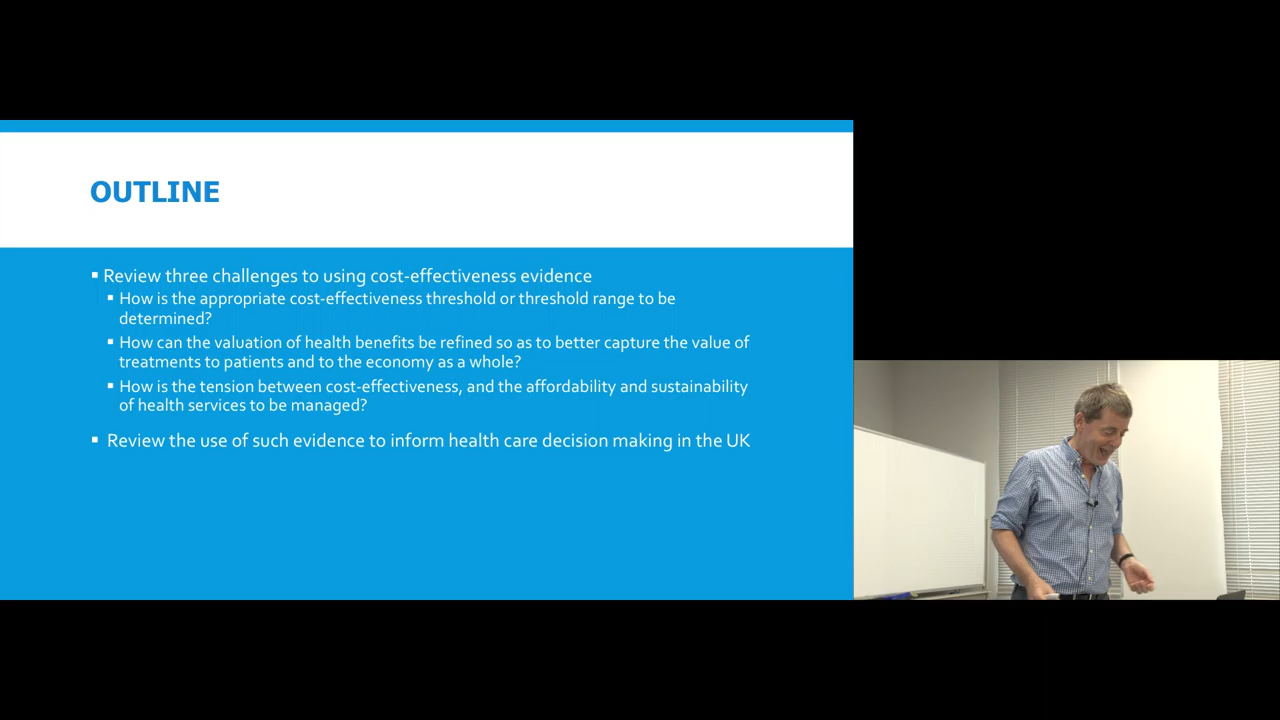 OUTLINE
▪ Review three challenges to using cost-effectiveness evidence
▪ How is the appropriate cost-effectiveness threshold or threshold range to be
determined?
▪ How can the valuation of health benefits be refined so as to better capture the value of
treatments to patients and to the economy as a whole?
▪ How is the tension between cost-effectiveness, and the affordability and sustainability
of health services to be managed?
▪ Review the use of such evidence to inform health care decision making in the UK